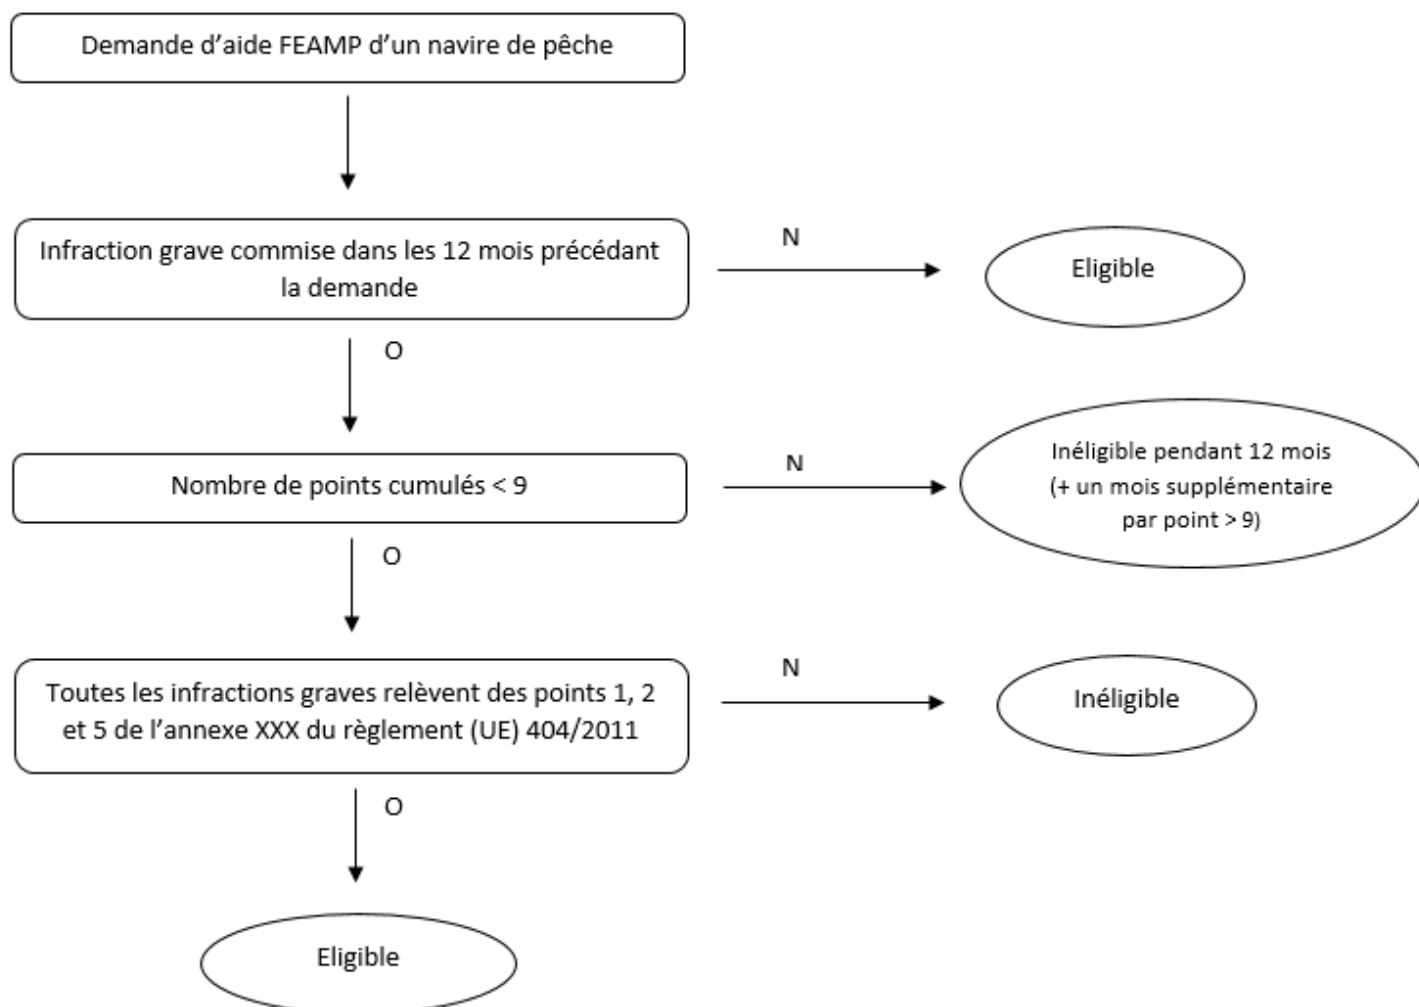 Demande d’aide FEAMP d’un navire de pêche
Infraction grave commise dans les 12 mois précédant
la demande
N
Eligible
O
Nombre de points cumulés < 9
N
Inéligible pendant 12 mois
(+ un mois supplémentaire
par point > 9)
O
Toutes les infractions graves relèvent des points 1, 2
et 5 de l’annexe XXX du règlement (UE) 404/2011
N
Inéligible
O
Eligible